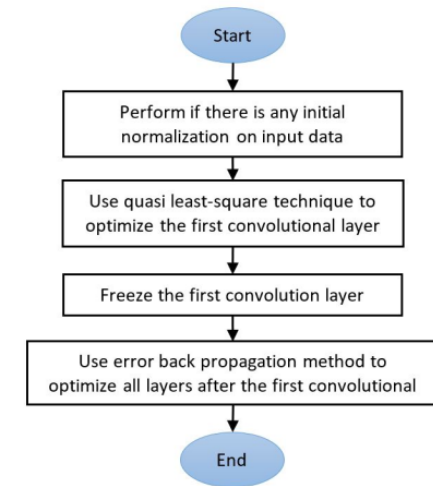 Start
Perform if there is any initial
normalization on input data
Use quasi least-square technique to
optimize the first convolutional layer
Freeze the first convolution layer
Use error back propagation method to
optimize all layers after the first convolutional
End